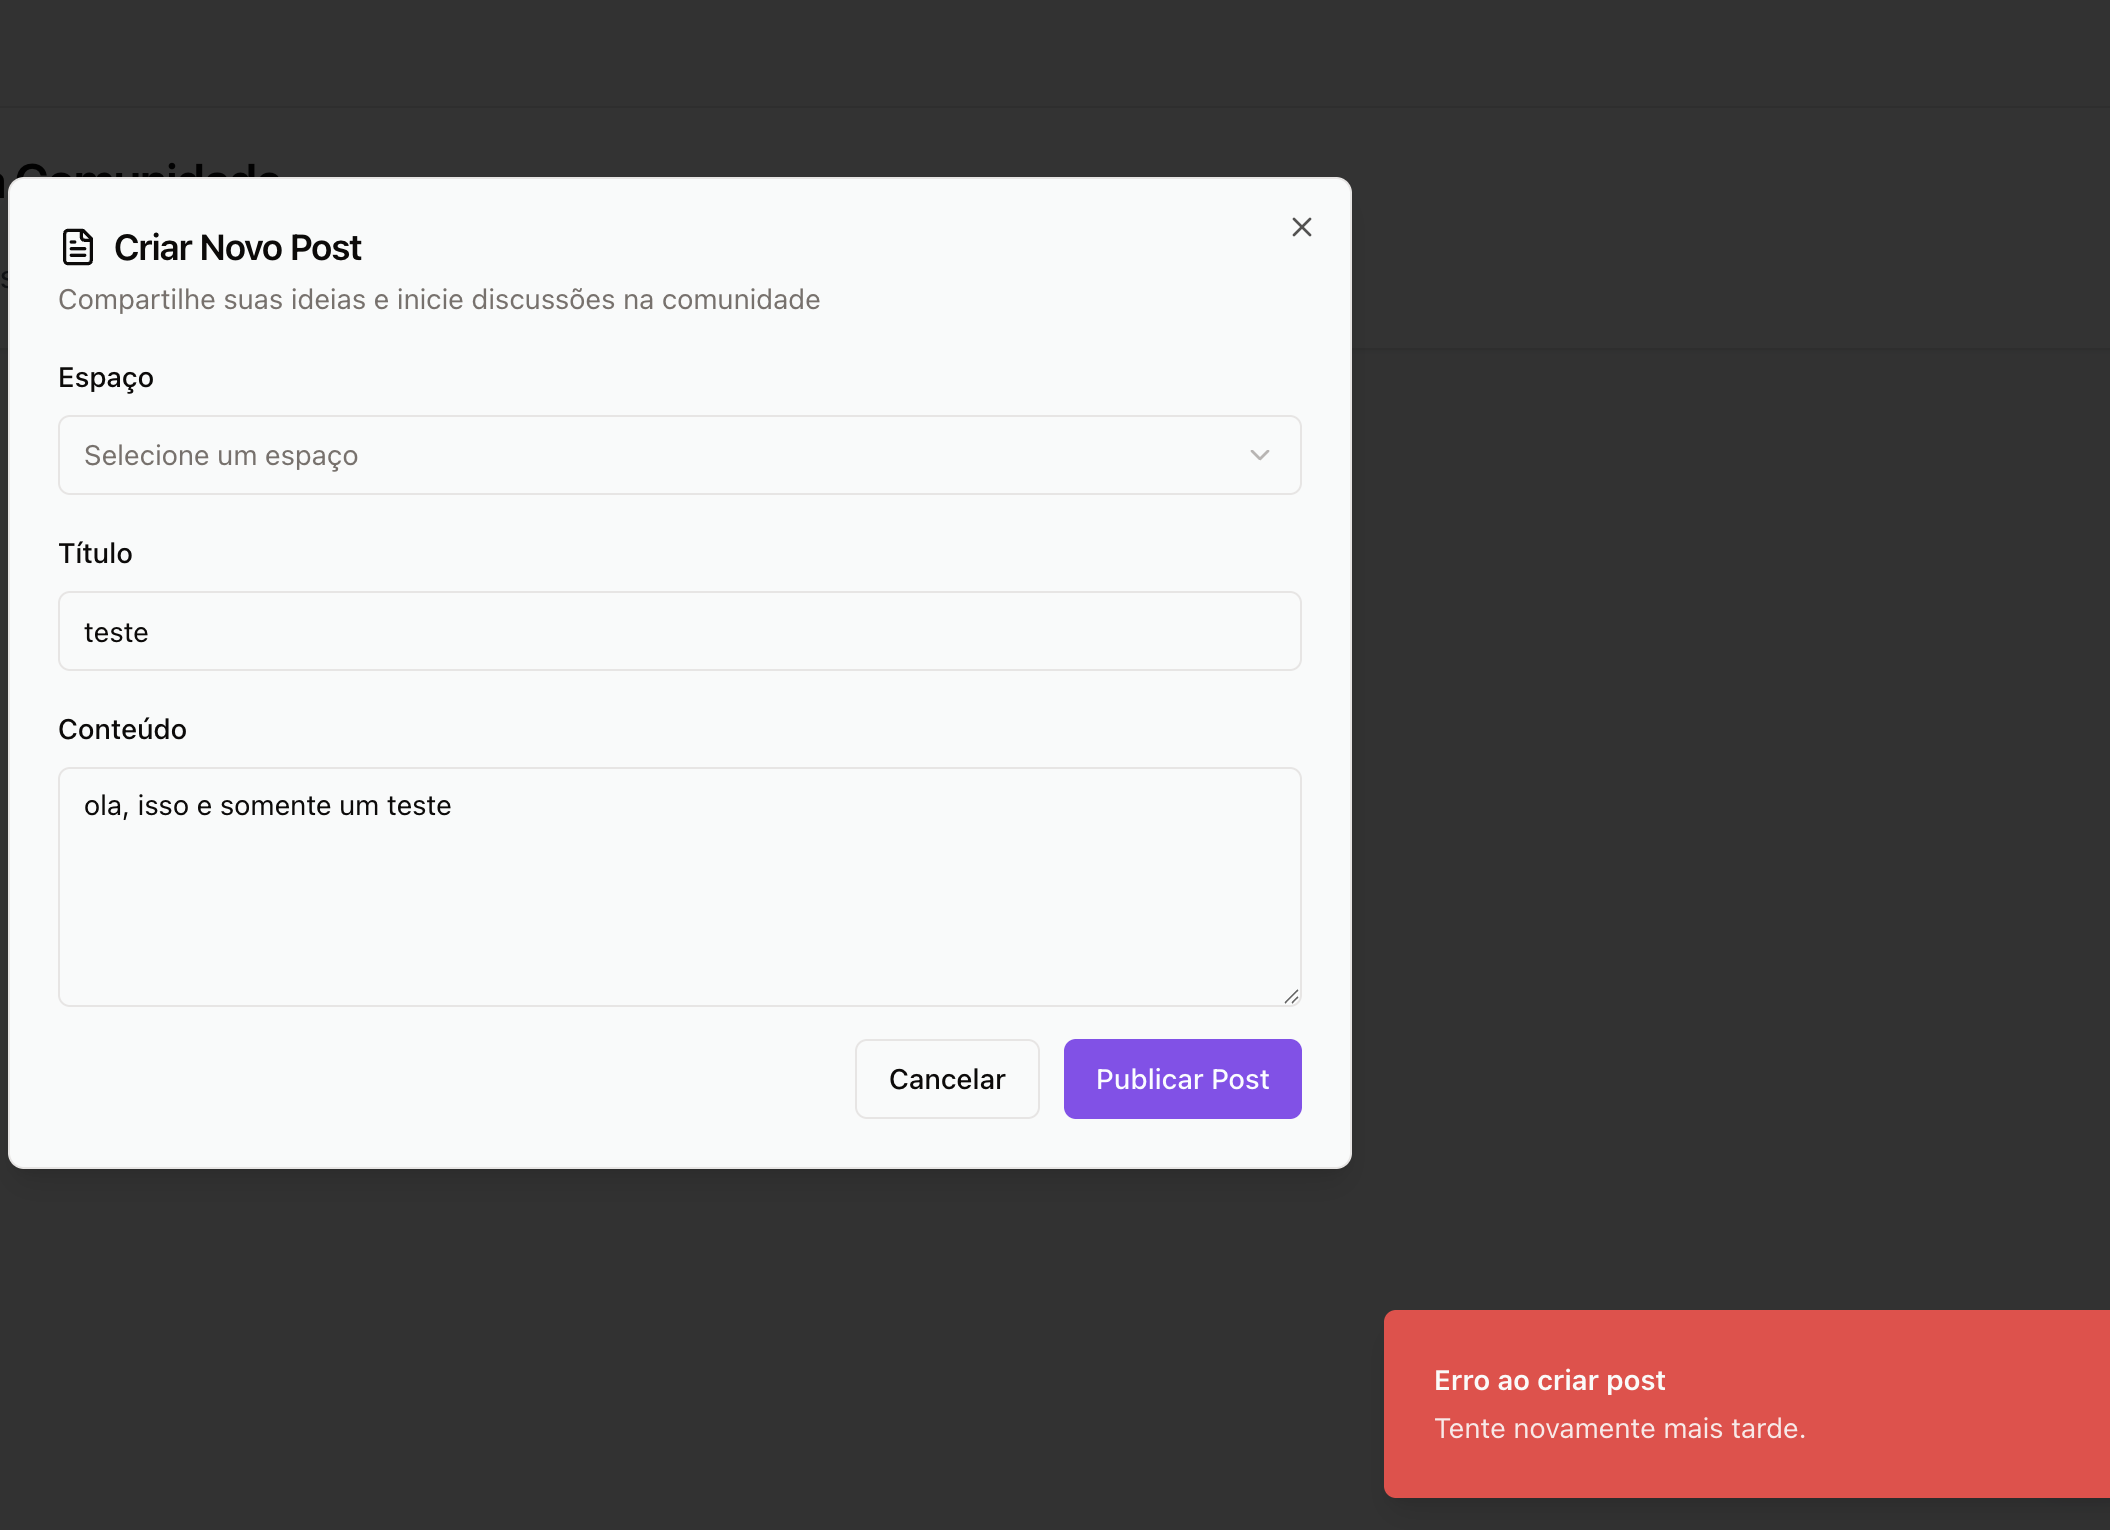 Comunidade
Criar Novo Post
Compartilhe suas ideias e inicie discussões na comunidade
Espaço
Selecione um espaço
Título
teste
Conteúdo
ola, isso e somente um teste
Cancelar
Publicar Post
Erro ao criar post
Tente novamente mais tarde.